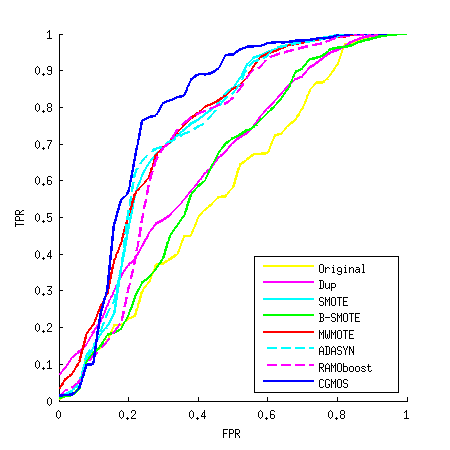 1
0.9
0.8
0.7
0.6
TPR
0.5
0.4
0.3
0.2
0.1
0
0
0.2
0.4
0.6
0.8
1
FPR
Original
Dup
SMOTE
B-SMOTE
MWMOTE
ADASYN
RAMOboost
CGMOS